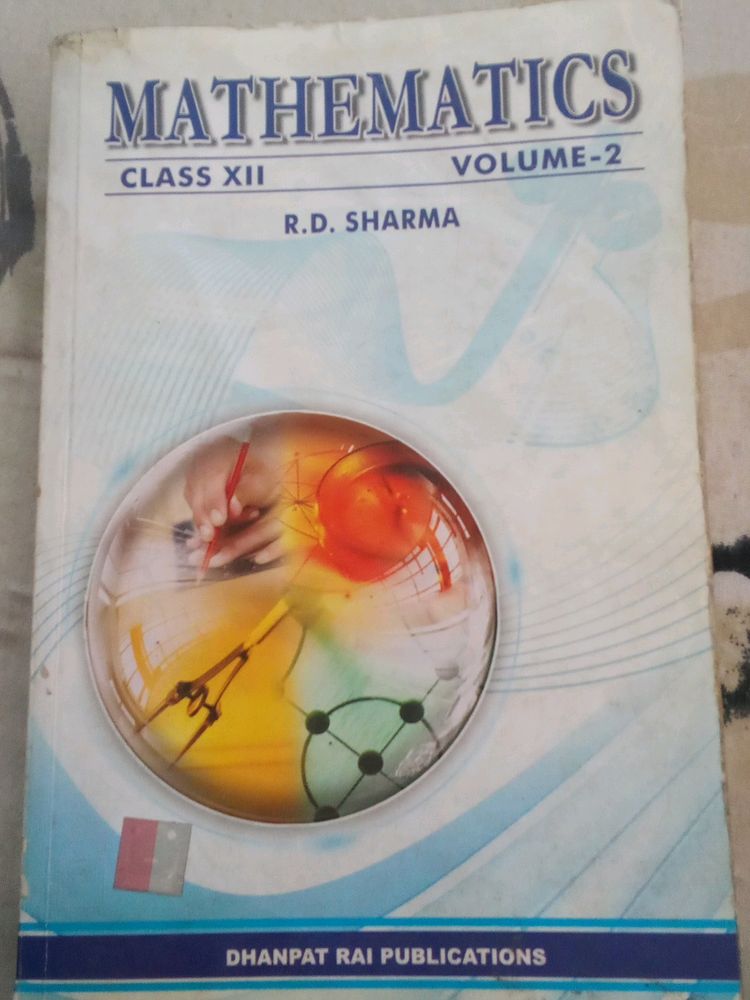 MATHEMATICS
CLASS XII VOLUME-2
R.D. SHARMA
DHANPAT RAI PUBLICATIONS